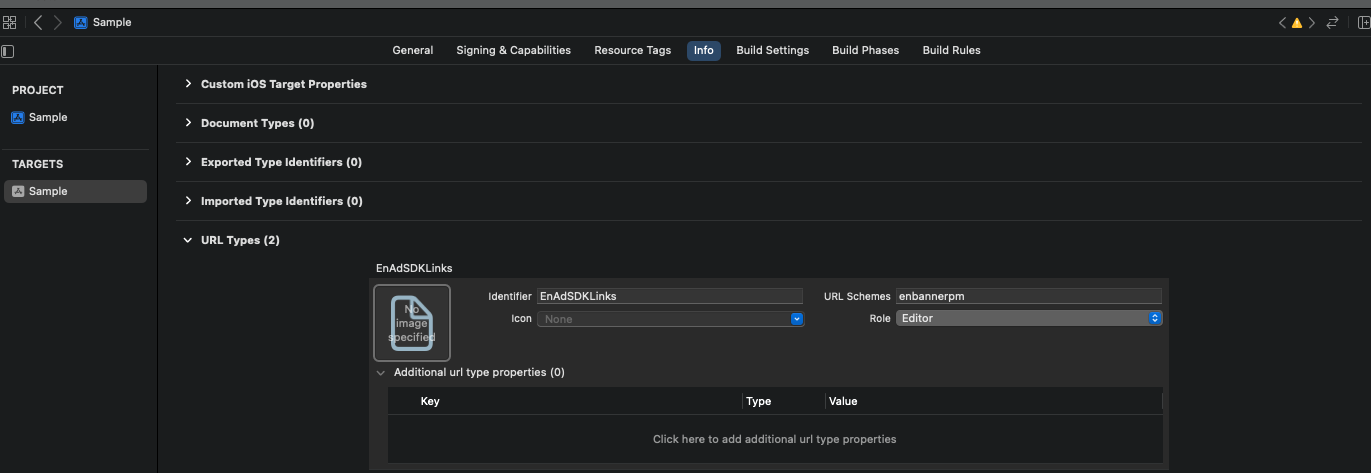 Sample
General Signing & Capabilities Resource Tags Info Build Settings Build Phases Build Rules
PROJECT
Sample
TARGETS
Sample
Custom iOS Target Properties
Document Types (0)
Exported Type Identifiers (0)
Imported Type Identifiers (0)
URL Types (2)
EnAdSDKLinks
No image specified
Identifier EnAdSDKLinks URL Schemes enbannerpm
Icon None Role Editor
Additional url type properties (0)
Key Type Value
Click here to add additional url type properties